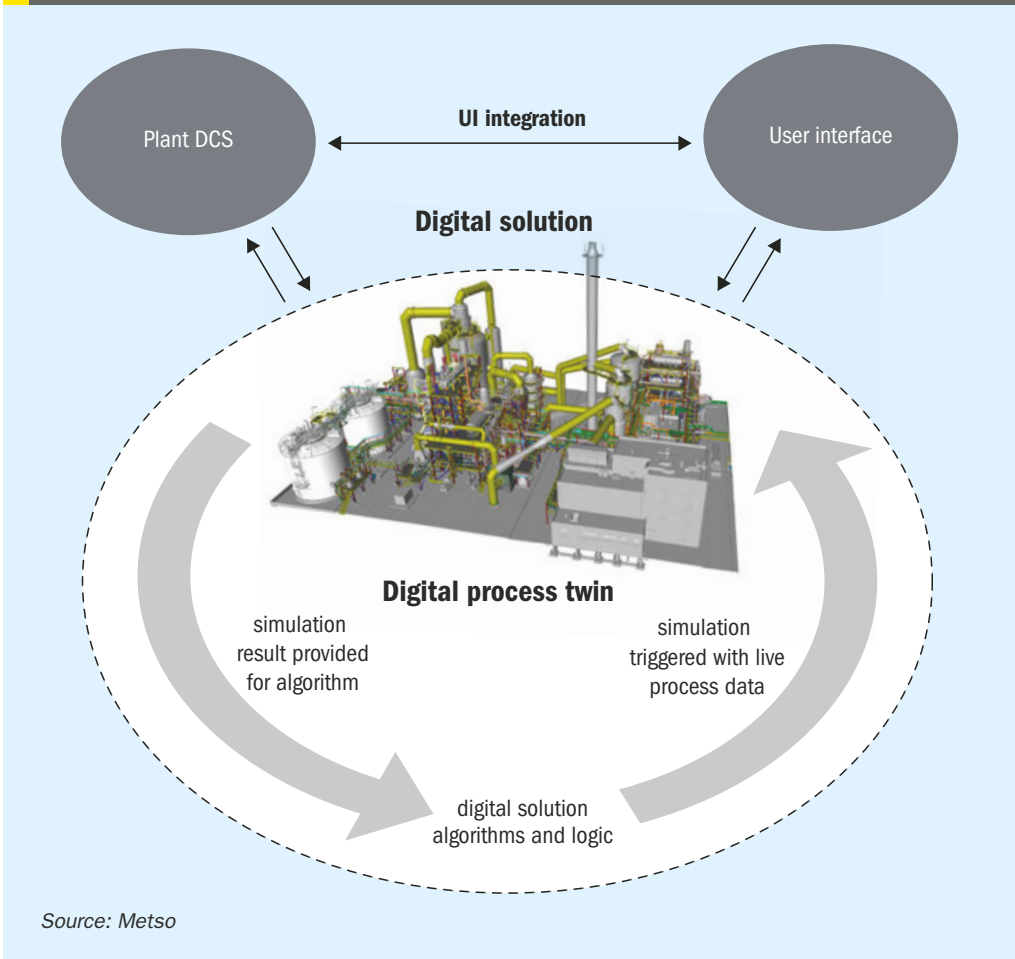 Plant DCS
UI integration
User interface
Digital solution
Digital process twin
simulation
result provided
for algorithm
simulation
triggered with live
process data
digital solution
algorithms and logic
Source: Metso